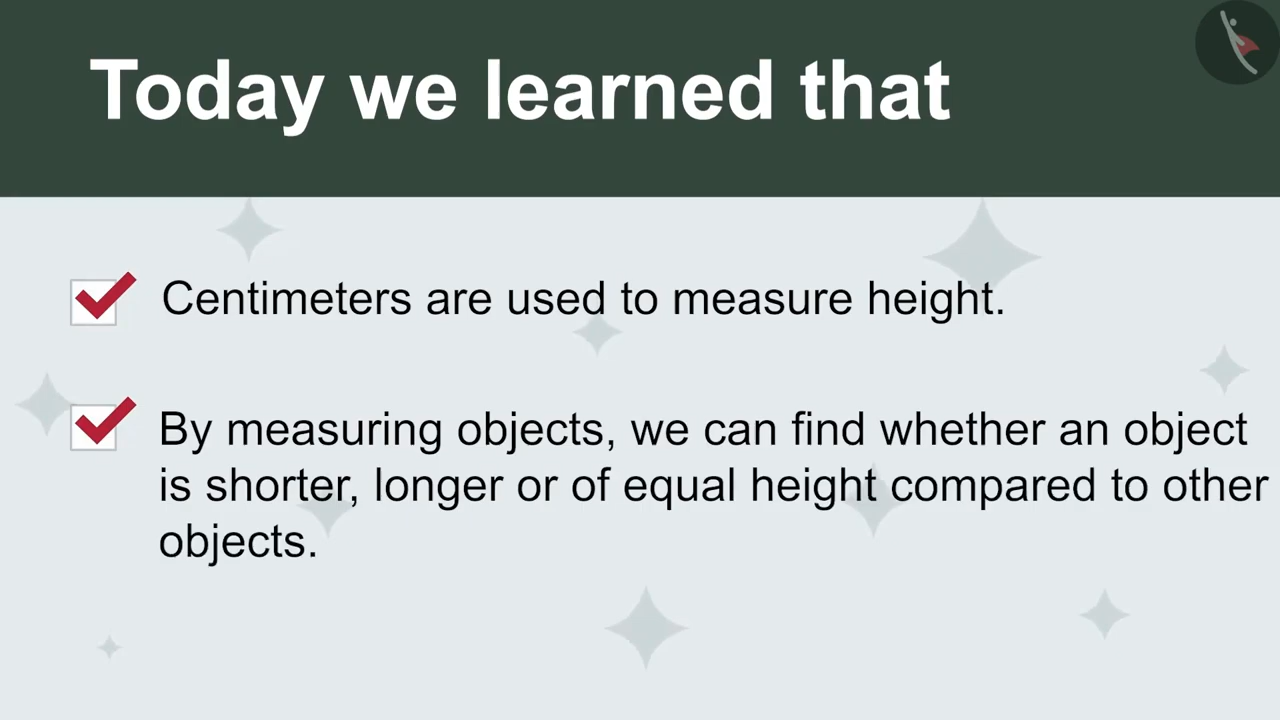 Today we learned that
Centimeters are used to measure height.
By measuring objects, we can find whether an object
is shorter, longer or of equal height compared to other
objects.